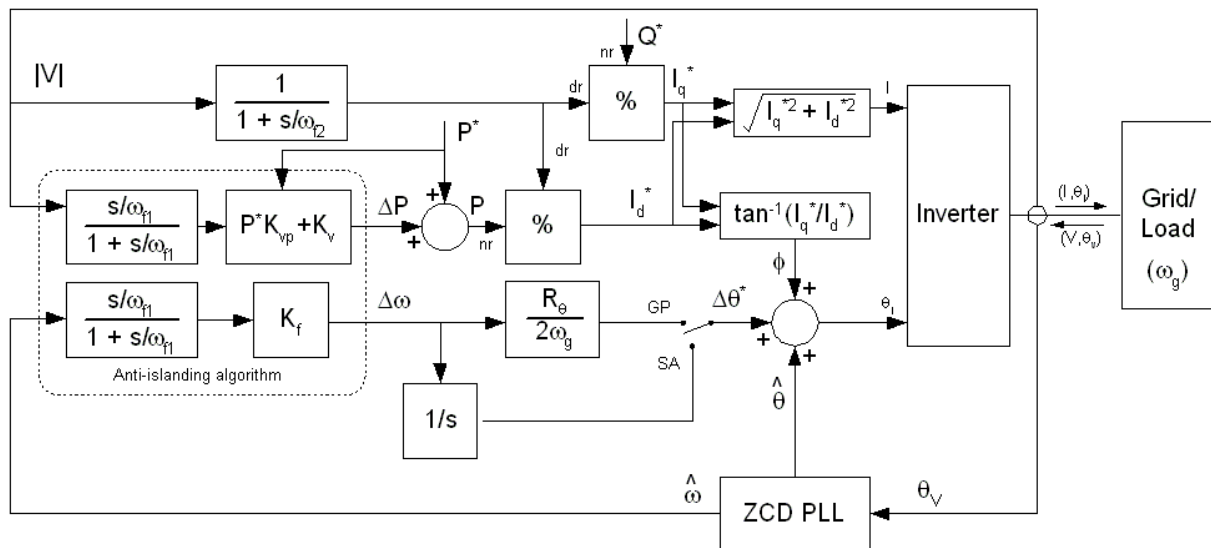 Q*
nr
|V|
1
1 + s/ω_f2
dr
%
I_q*
√I_q*2 + I_d*2
I
P*
dr
s/ω_f1
1 + s/ω_f1
P*K_vp+K_v
ΔP
+
+
P
nr
%
I_d*
tan-1(I_q*/I_d*)
Inverter
(I,θ_I)
(V,θ_v)
Grid/
Load
(ω_g)
φ
s/ω_f1
1 + s/ω_f1
K_f
Δω
R_θ
2ω_g
GP
SA
Δθ*
+
+
+
θ_I
Anti-islanding algorithm
1/s
^
θ
^
ω
ZCD PLL
θ_V